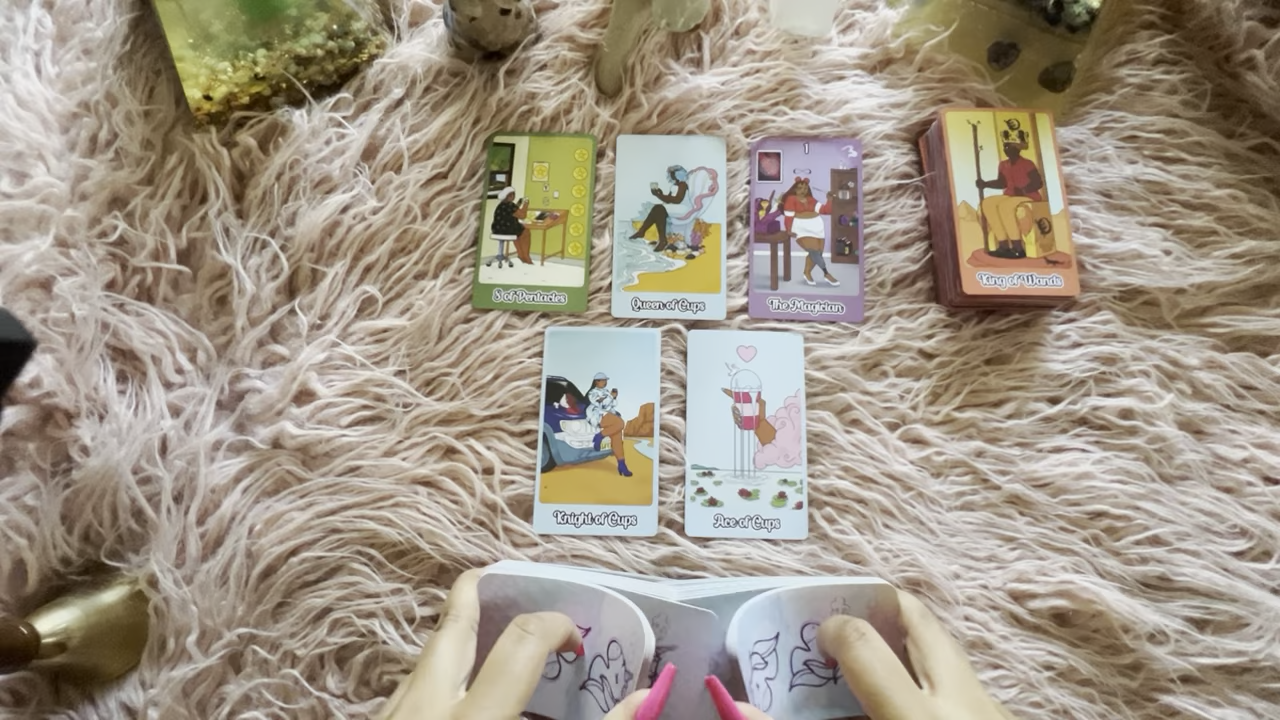 8 of Pentacles
Queen of Cups
1
The Magician
King of Wands
Knight of Cups
Ace of Cups